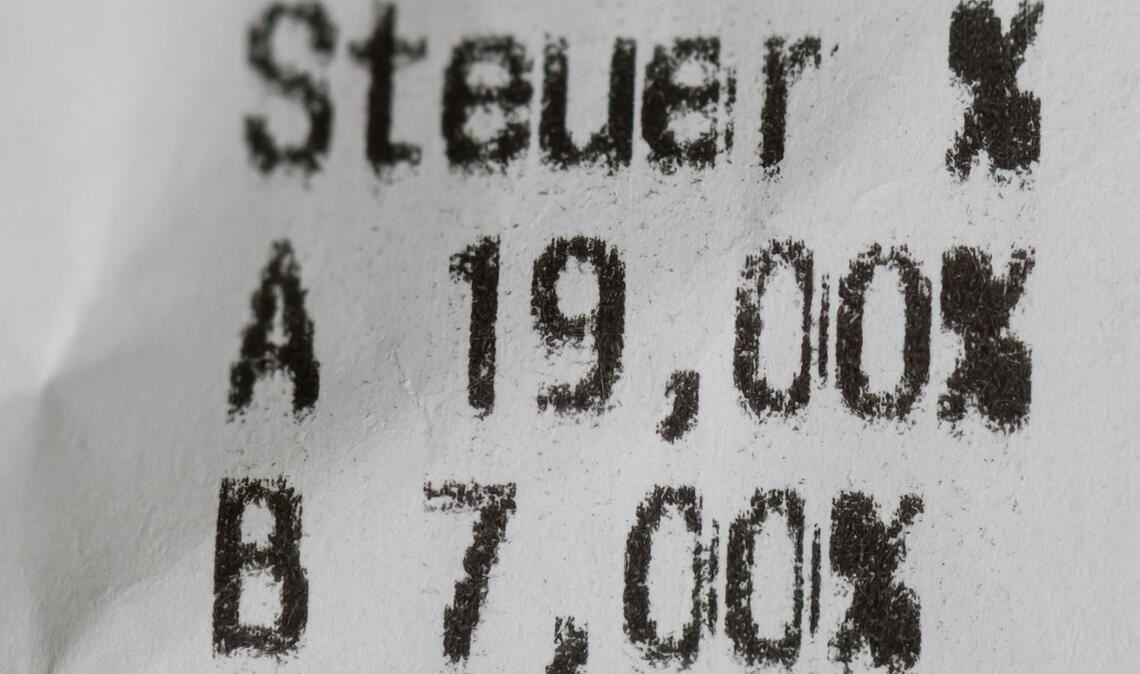 Steuer %
A 19,00%
B 7,00%